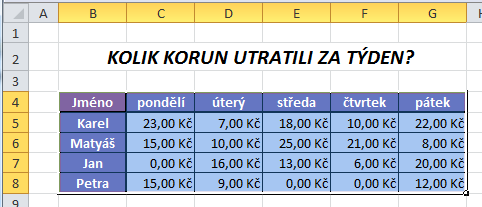 A B C D E F G
1
2 KOLIK KORUN UTRATILI ZA TÝDEN?
3
4 Jméno pondělí úterý středa čtvrtek pátek
5 Karel 23,00 Kč 7,00 Kč 18,00 Kč 10,00 Kč 22,00 Kč
6 Matyáš 15,00 Kč 10,00 Kč 25,00 Kč 21,00 Kč 8,00 Kč
7 Jan 0,00 Kč 16,00 Kč 13,00 Kč 6,00 Kč 20,00 Kč
8 Petra 15,00 Kč 9,00 Kč 0,00 Kč 0,00 Kč 12,00 Kč